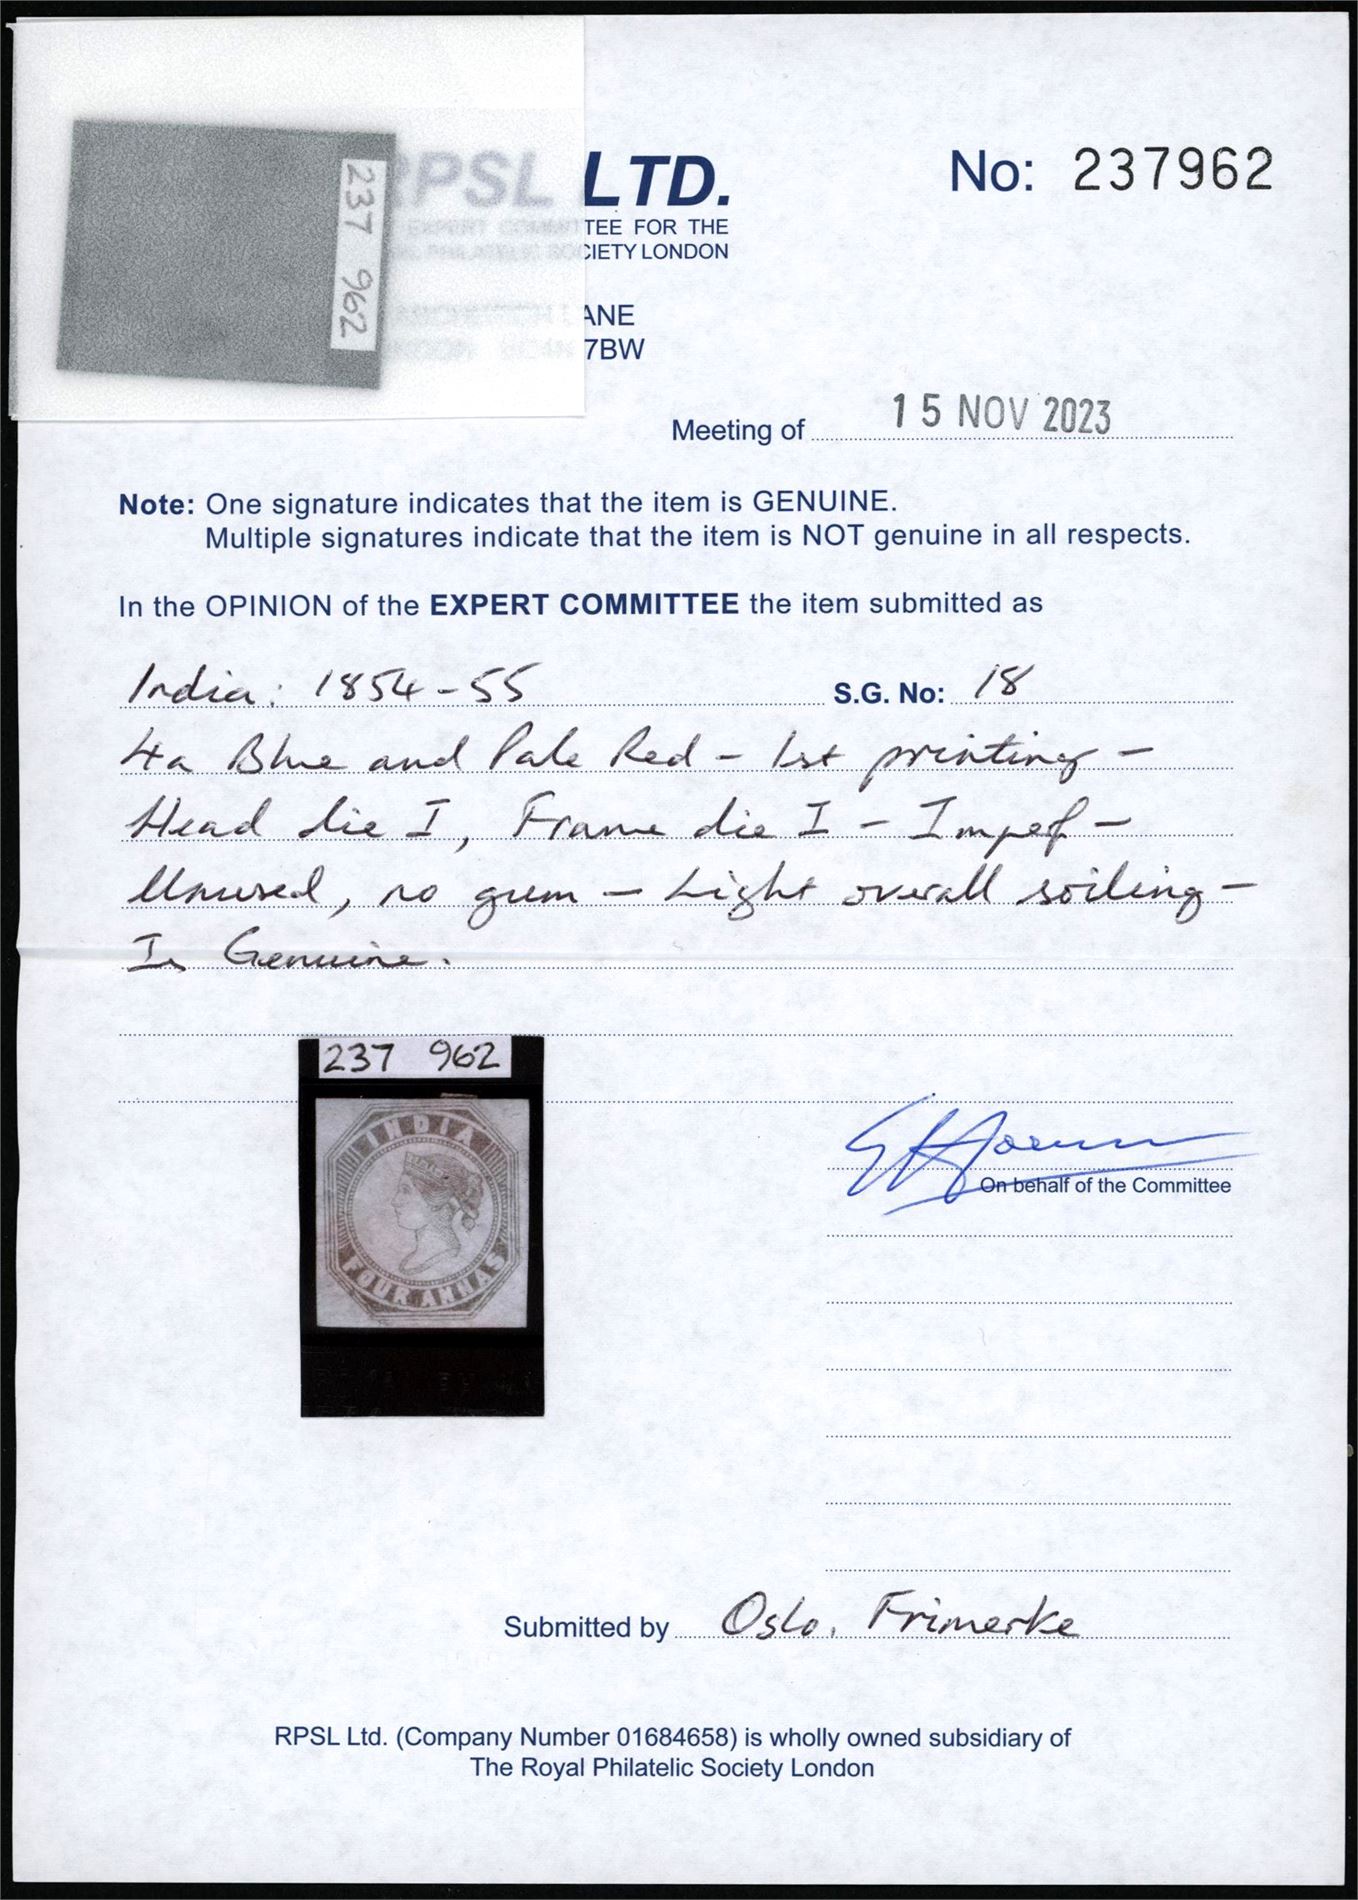 RPSL LTD.
No: 237962
EXPERT COMMITTEE FOR THE
PHILATELIC SOCIETY LONDON
237 962
LANE
7BW
Meeting of 15 NOV 2023
Note: One signature indicates that the item is GENUINE.
Multiple signatures indicate that the item is NOT genuine in all respects.
In the OPINION of the EXPERT COMMITTEE the item submitted as
India: 1854-55 S.G. No: 18
4a Blue and Pale Red - 1st printing -
Head die I, Frame die I - Imperf -
Unused, no gum - Light overall soiling -
Is Genuine.
237 962
INDIA
FOUR ANNAS
On behalf of the Committee
Submitted by Oslo. Frimerke
RPSL Ltd. (Company Number 01684658) is wholly owned subsidiary of
The Royal Philatelic Society London